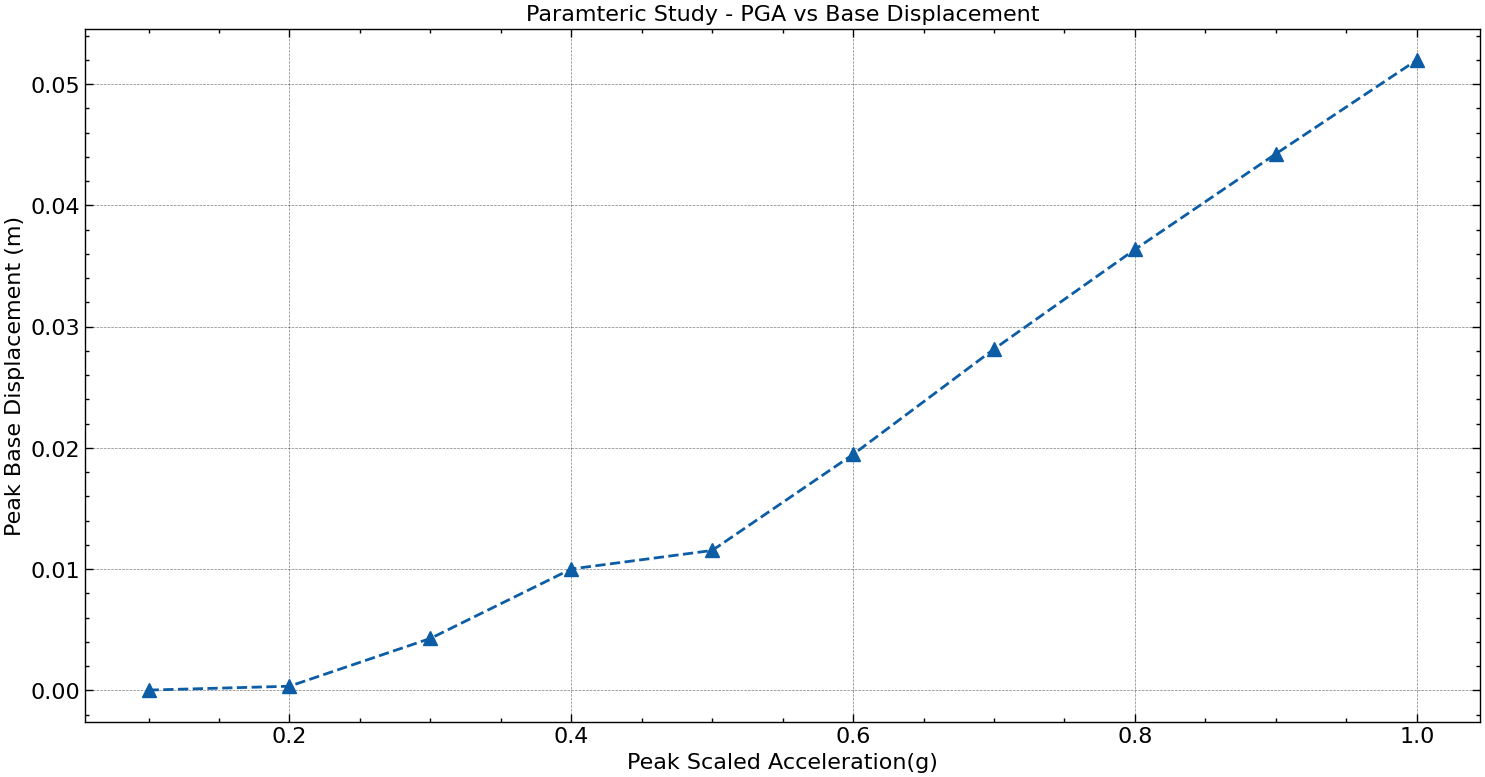 Paramteric Study - PGA vs Base Displacement
Peak Base Displacement (m)
0.05
0.04
0.03
0.02
0.01
0.00
0.2 0.4 0.6 0.8 1.0
Peak Scaled Acceleration(g)